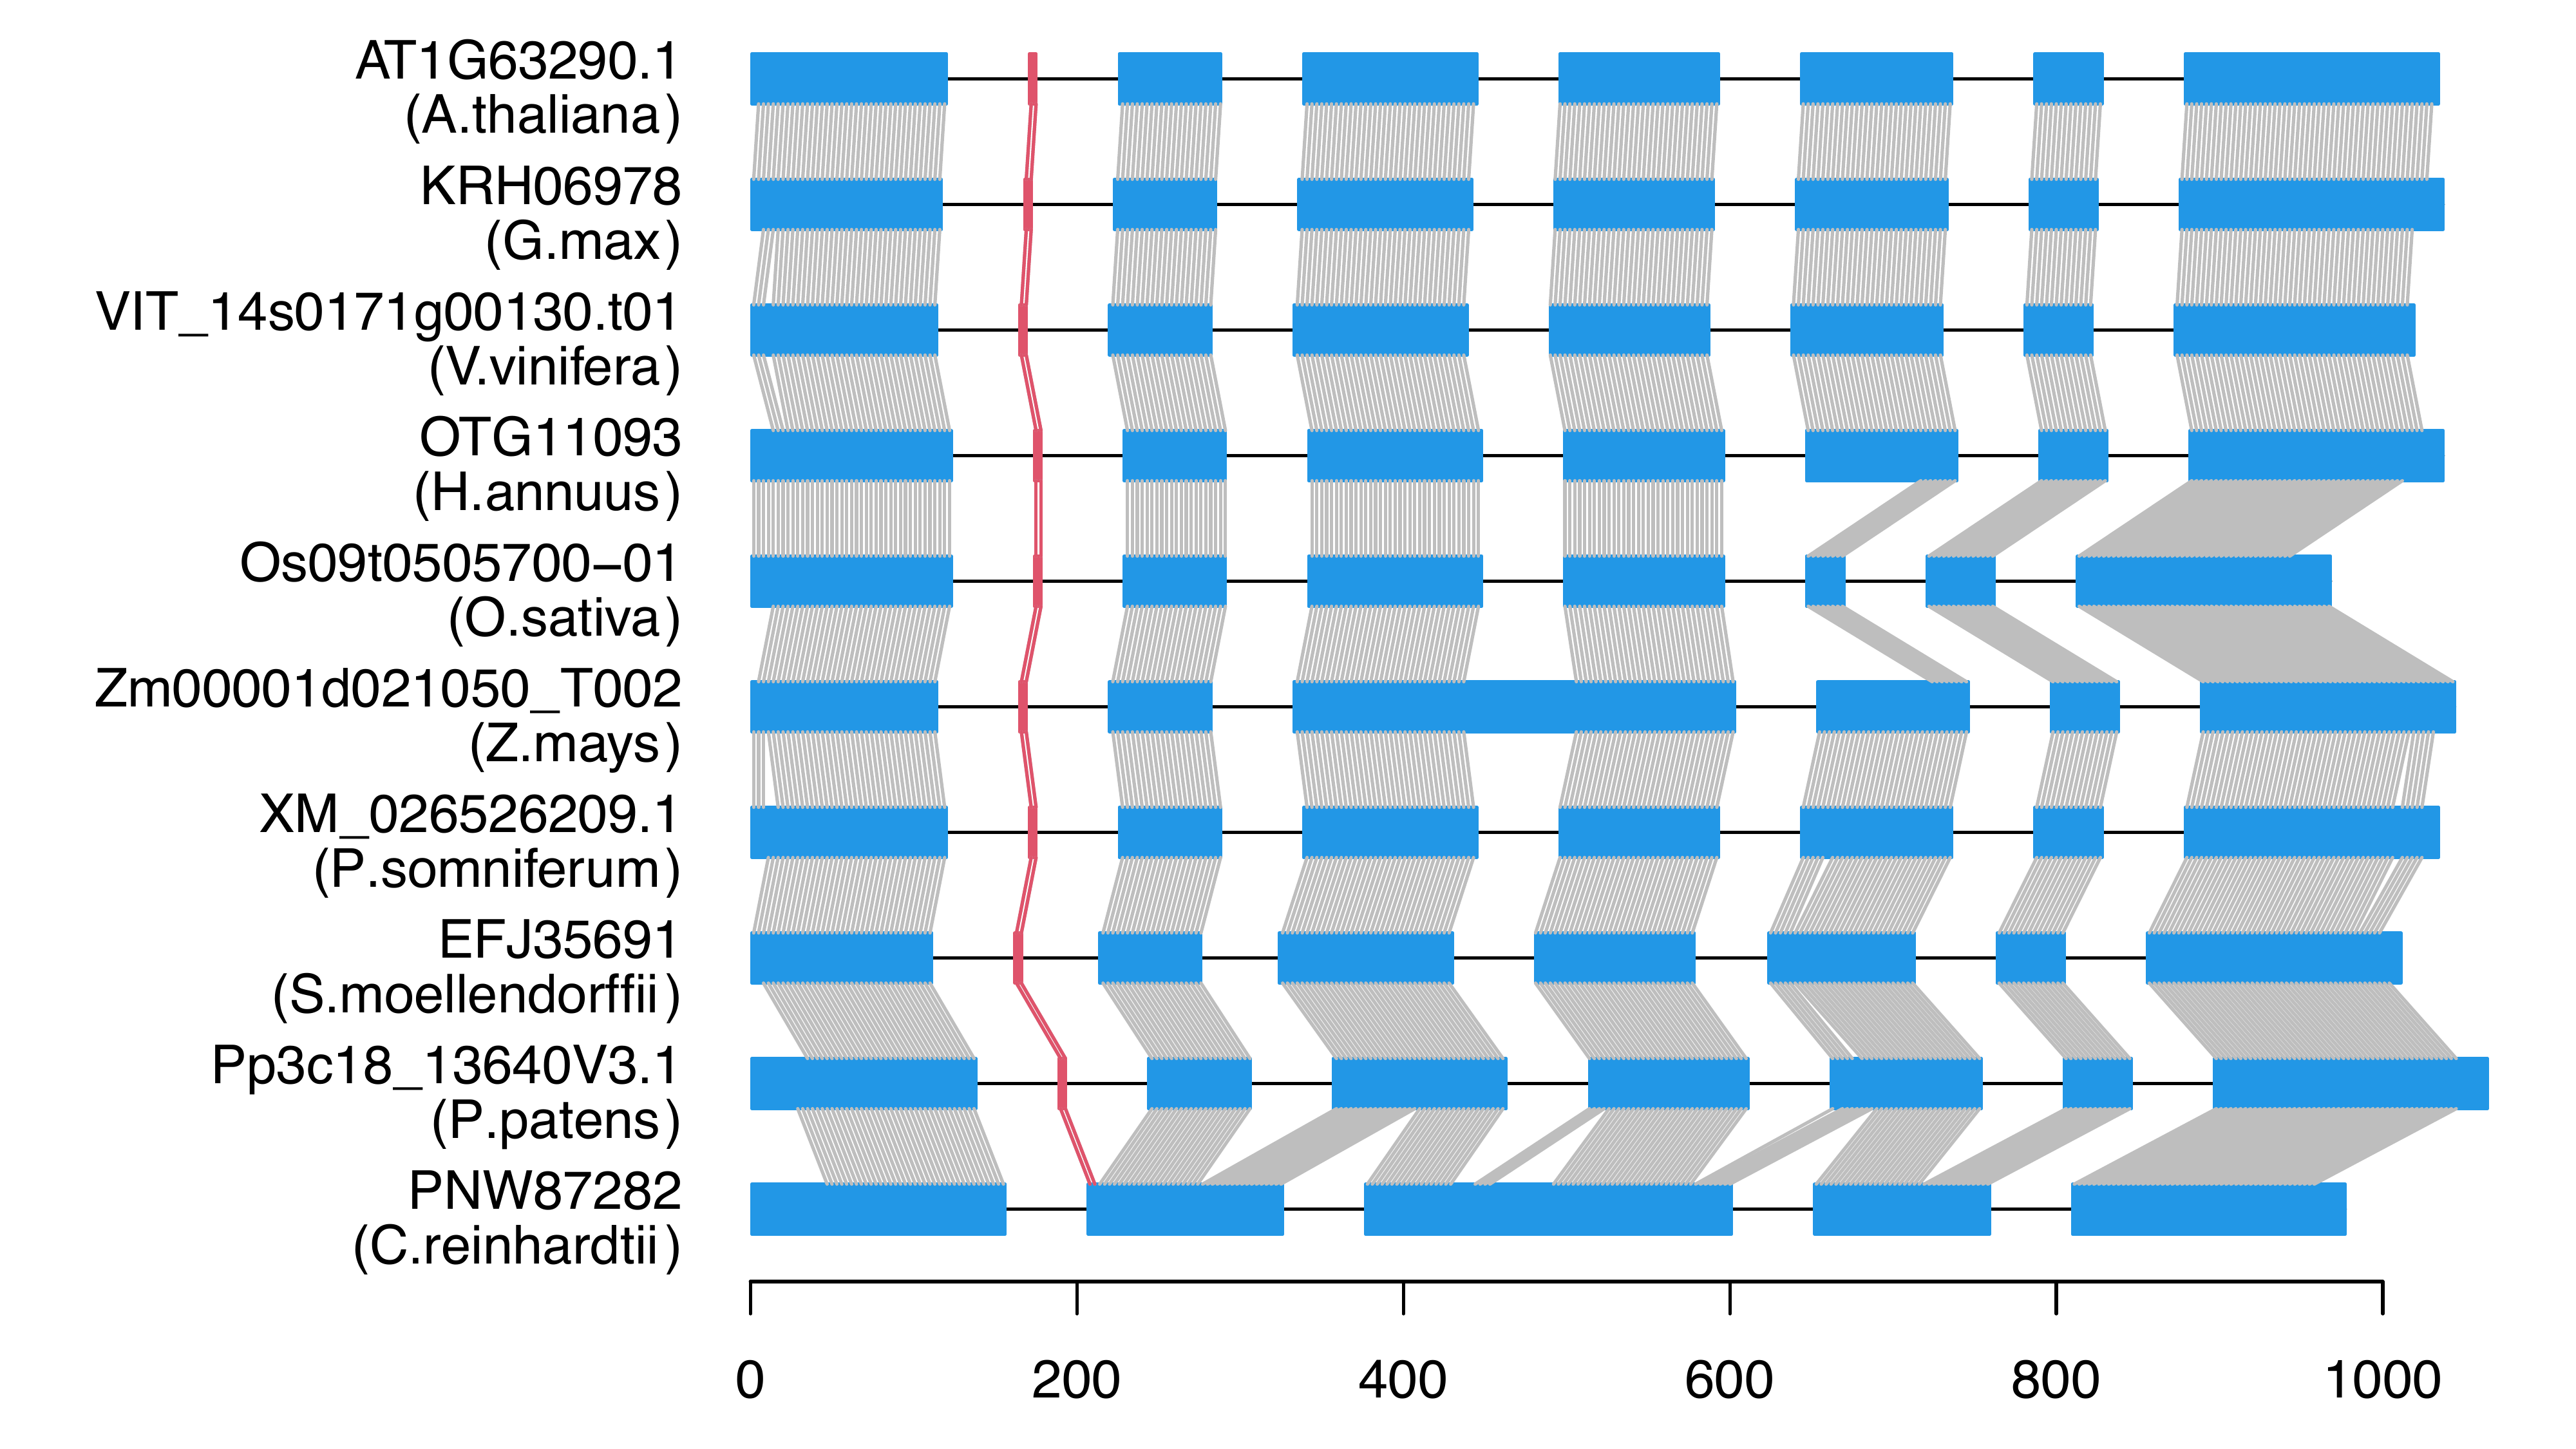 AT1G63290.1
(A.thaliana)
KRH06978
(G.max)
VIT_14s0171g00130.t01
(V.vinifera)
OTG11093
(H.annuus)
Os09t0505700−01
(O.sativa)
Zm00001d021050_T002
(Z.mays)
XM_026526209.1
(P.somniferum)
EFJ35691
(S.moellendorffii)
Pp3c18_13640V3.1
(P.patens)
PNW87282
(C.reinhardtii)
0 200 400 600 800 1000